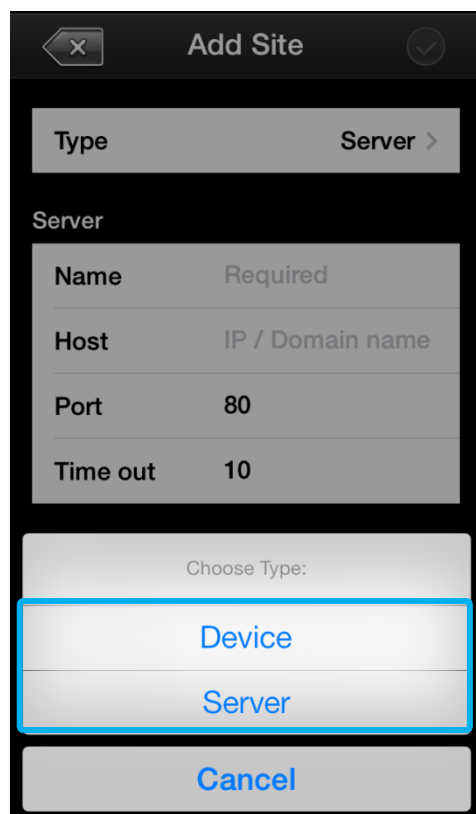 Add Site
Type Server >
Server
Name Required
Host IP / Domain name
Port 80
Time out 10
Choose Type:
Device
Server
Cancel